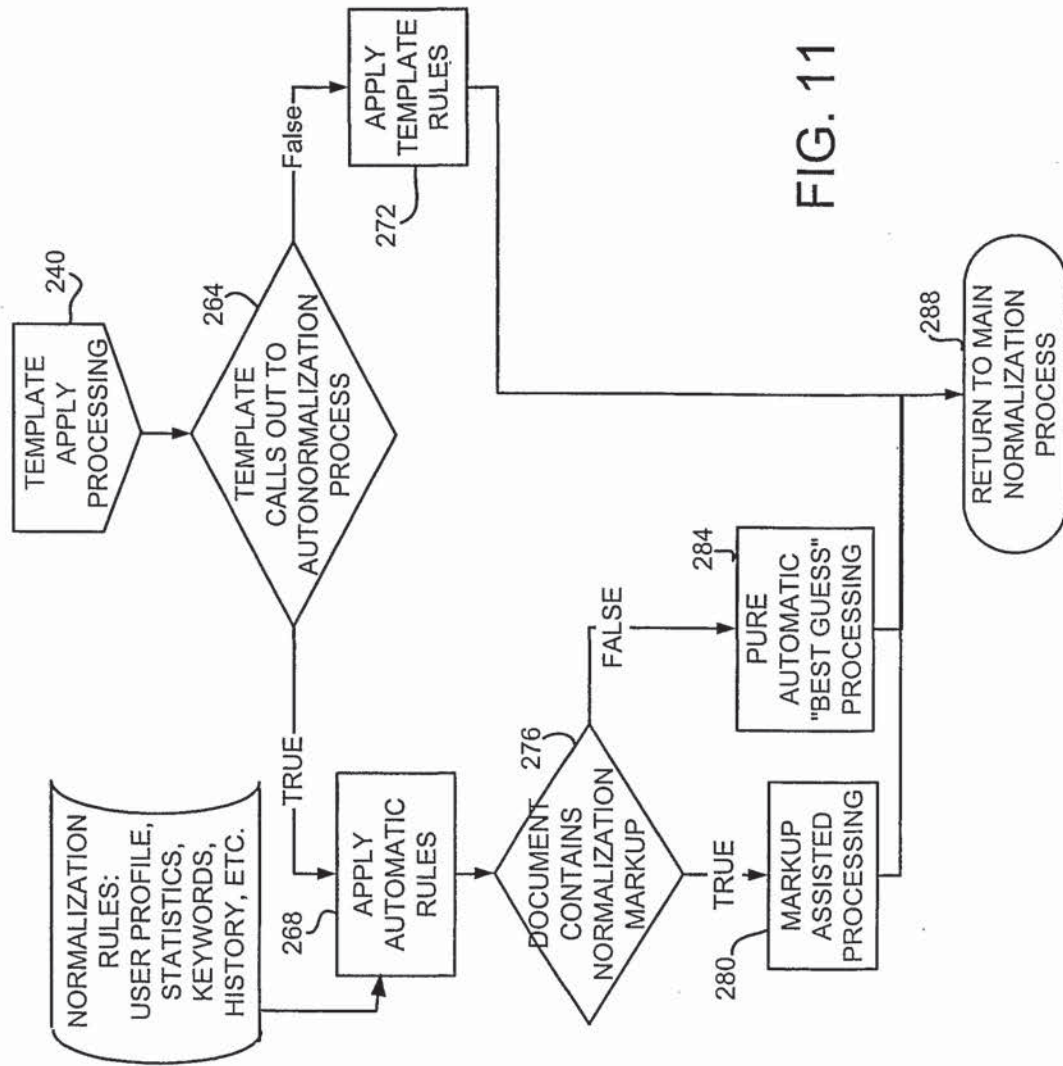 TEMPLATE
APPLY
PROCESSING
240
TEMPLATE
CALLS OUT TO
AUTONORMALIZATION
PROCESS
264
TRUE
False
NORMALIZATION
RULES:
USER PROFILE,
STATISTICS,
KEYWORDS,
HISTORY, ETC.
APPLY
AUTOMATIC
RULES
268
APPLY
TEMPLATE
RULES
272
DOCUMENT
CONTAINS
NORMALIZATION
MARKUP
276
TRUE
FALSE
MARKUP
ASSISTED
PROCESSING
280
PURE
AUTOMATIC
"BEST GUESS"
PROCESSING
284
RETURN TO MAIN
NORMALIZATION
PROCESS
288
FIG. 11